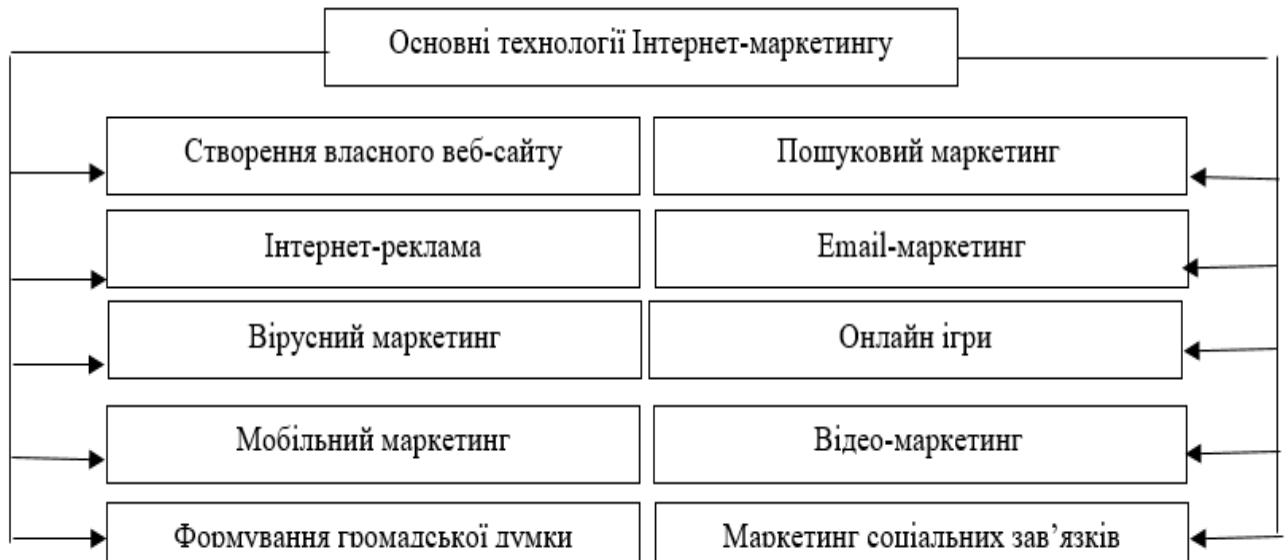 Основні технології Інтернет-маркетингу
Створення власного веб-сайту
Пошуковий маркетинг
Інтернет-реклама
Email-маркетинг
Вірусний маркетинг
Онлайн ігри
Мобільний маркетинг
Відео-маркетинг
Формування громадської думки
Маркетинг соціальних зав’язків